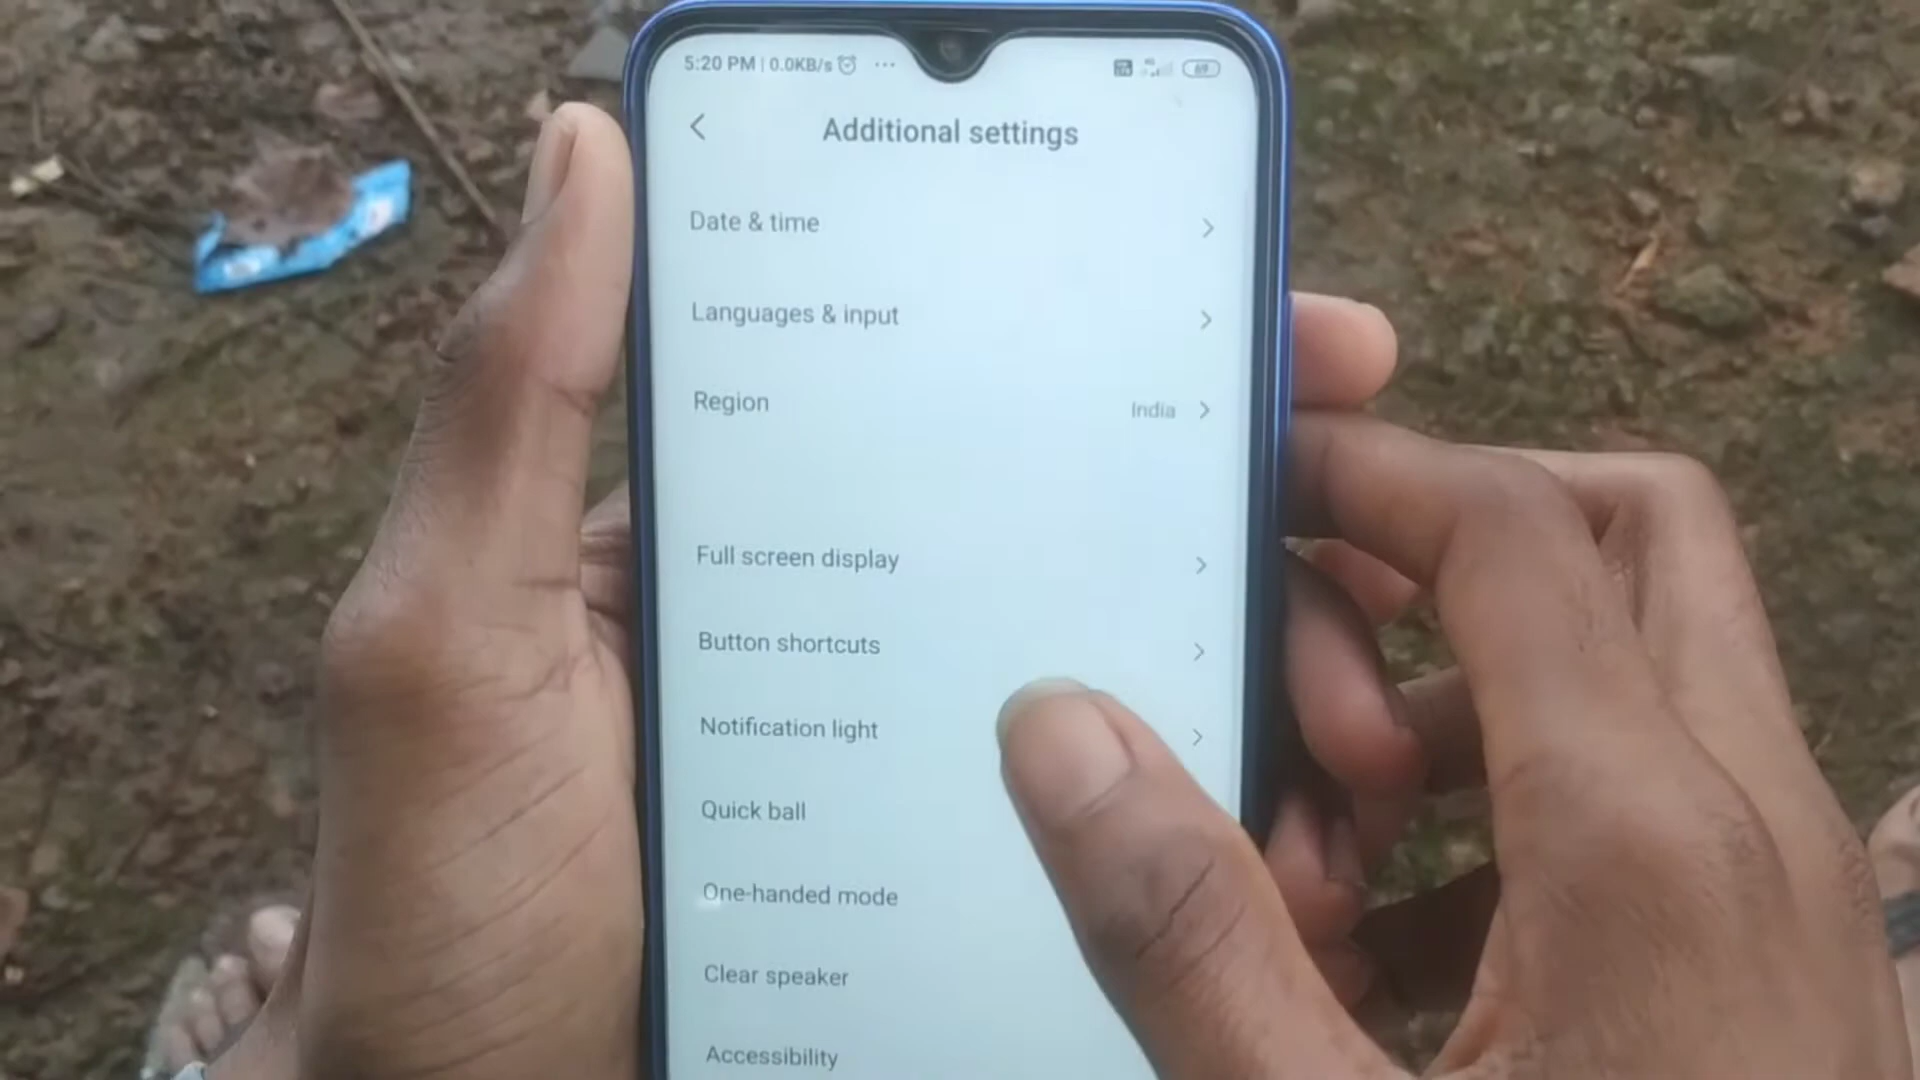 5:20 PM | 0.0KB/s ... 69
Additional settings
Date & time
Languages & input
Region India
Full screen display
Button shortcuts
Notification light
Quick ball
One-handed mode
Clear speaker
Accessibility